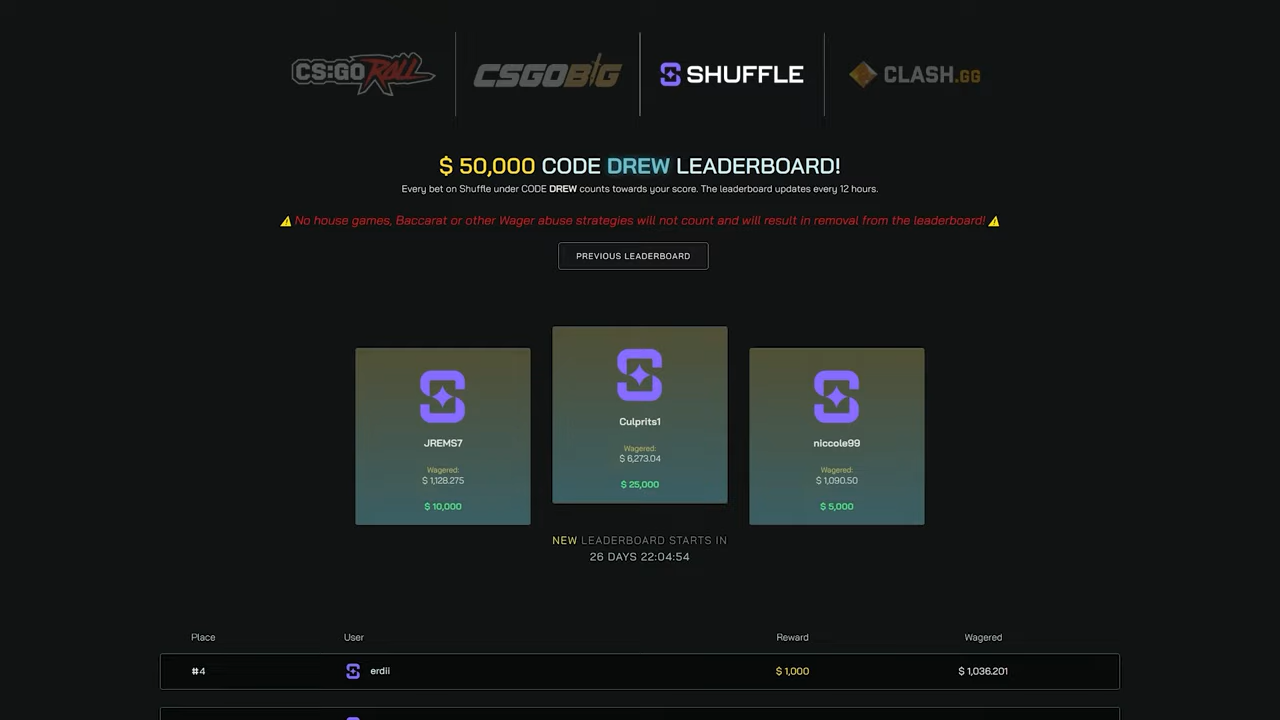 CS:GO ROLL
CSGOBIG
SHUFFLE
CLASH.GG
$ 50,000 CODE DREW LEADERBOARD!
Every bet on Shuffle under CODE DREW counts towards your score. The leaderboard updates every 12 hours.
No house games, Baccarat or other Wager abuse strategies will not count and will result in removal from the leaderboard!
PREVIOUS LEADERBOARD
JREMS7
Wagered:
$ 1,128.275
$ 10,000
Culprits1
Wagered:
$ 6,273.04
$ 25,000
niccole99
Wagered:
$ 1,090.50
$ 5,000
NEW LEADERBOARD STARTS IN
26 DAYS 22:04:54
Place User Reward Wagered
#4 erdii $ 1,000 $ 1,036.201